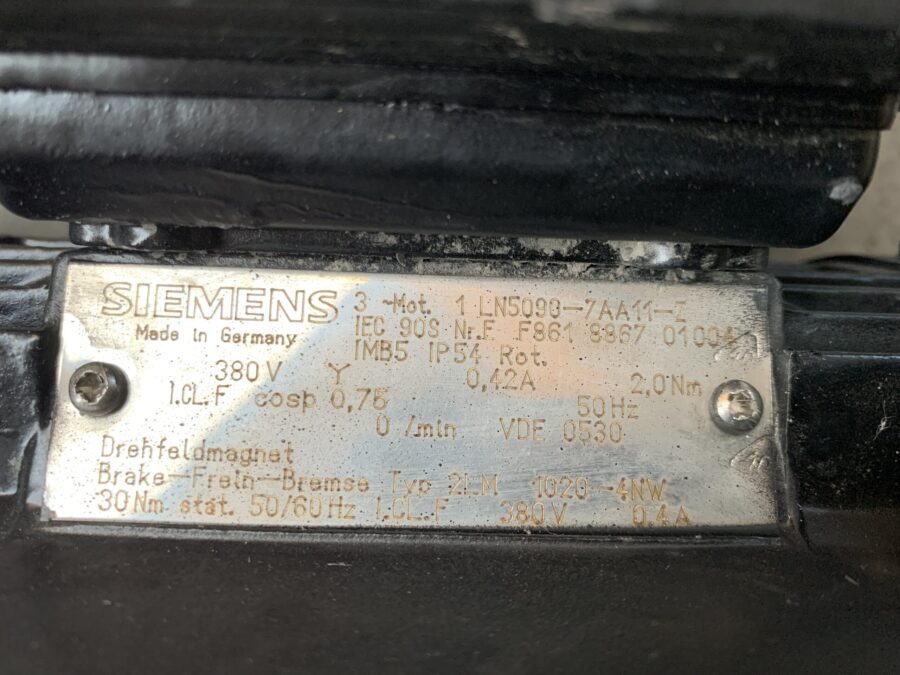 SIEMENS 3 ~Mot. 1 LN5090-7AA11-Z
Made in Germany IEC 90S Nr.E F861 8867 01004
IMB5 IP54 Rot.
380V Y 0,42A 2,0Nm
I.CL.F cosp 0,75 50Hz
0 /min VDE 0530
Drehfeldmagnet
Brake-Frein-Bremse Typ 2LM 1020-4NW
30Nm stat. 50/60Hz I.CL.F 380V 0,4A